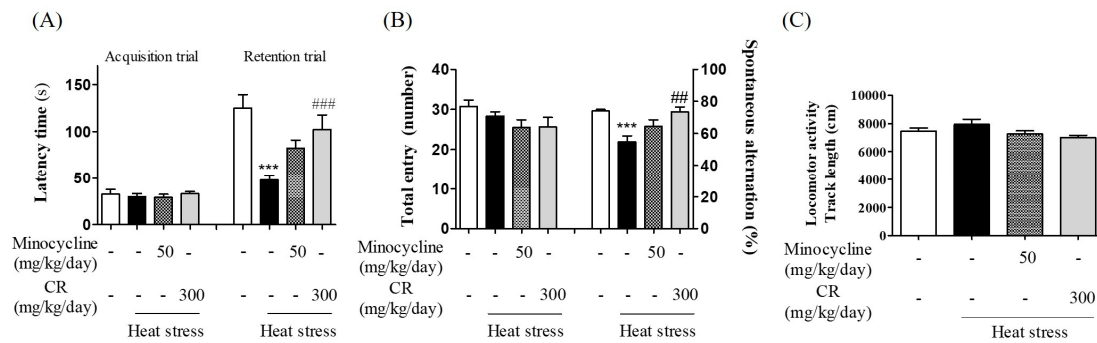 (A)
Acquisition trial Retention trial
Latency time (s)
150
100
50
0
***
###
Minocycline - - 50 - - - 50 -
(mg/kg/day)
CR - - - 300 - - - 300
(mg/kg/day)
Heat stress Heat stress
(B)
Total entry (number)
40
30
20
10
0
***
##
Spontaneous alternation (%)
100
80
60
40
20
0
Minocycline - - 50 - - - 50 -
(mg/kg/day)
CR - - - 300 - - - 300
(mg/kg/day)
Heat stress Heat stress
(C)
Locomotor activity
Track length (cm)
10000
8000
6000
4000
2000
0
Minocycline - - 50 -
(mg/kg/day)
CR - - - 300
(mg/kg/day)
Heat stress